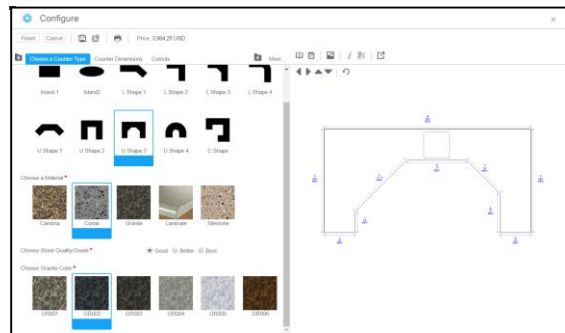 Configure
Finish Cancel Price: 3,984.25 USD
Choose a Counter Type Counter Dimensions Cutouts More...
Island 1 Island2 L Shape 1 L Shape 2 L Shape 3 L Shape 4
U Shape 1 U Shape 2 U Shape 3 U Shape 4 C Shape
Choose a Material *
Cambria Corian Granite Laminate Silestone
Choose Stone Quality/Grade * Good Better Best
Choose Granite Color *
GR001 GR002 GR003 GR004 GR005 GR006